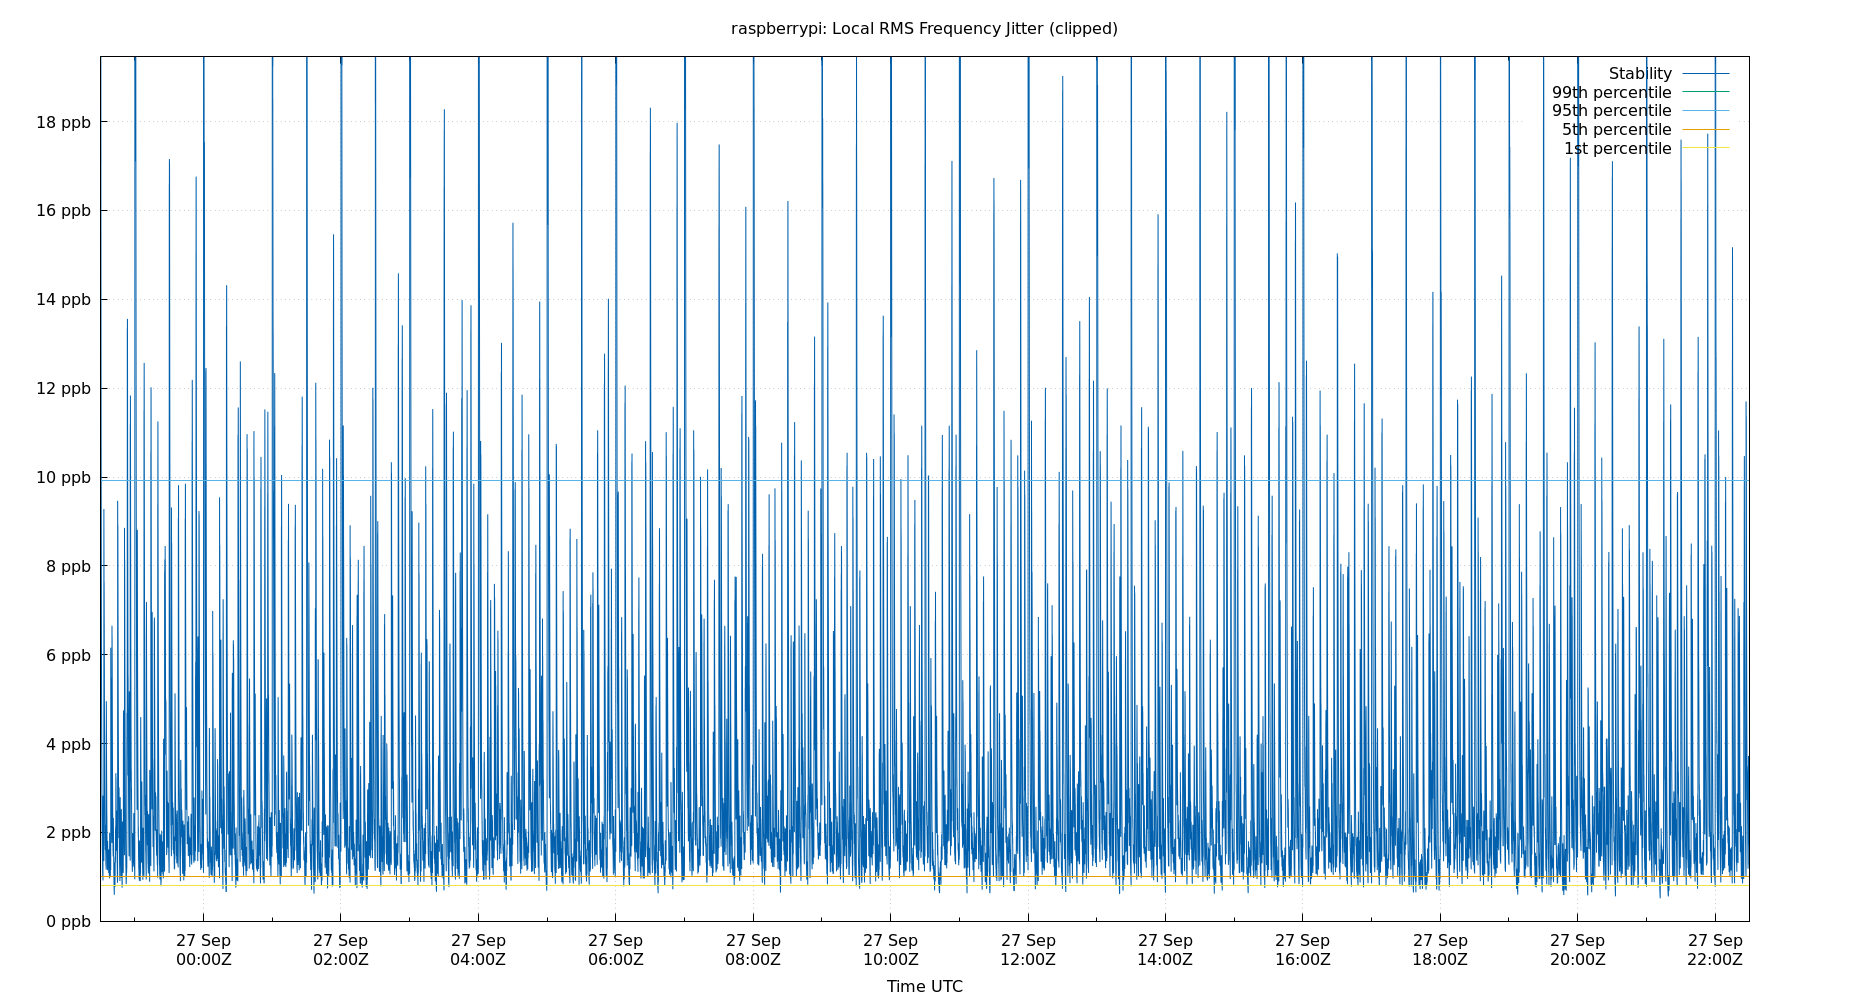 raspberrypi: Local RMS Frequency Jitter (clipped)
Stability
99th percentile
95th percentile
5th percentile
1st percentile
18 ppb
16 ppb
14 ppb
12 ppb
10 ppb
8 ppb
6 ppb
4 ppb
2 ppb
0 ppb
27 Sep 27 Sep 27 Sep 27 Sep 27 Sep 27 Sep 27 Sep 27 Sep 27 Sep 27 Sep 27 Sep 27 Sep
00:00Z 02:00Z 04:00Z 06:00Z 08:00Z 10:00Z 12:00Z 14:00Z 16:00Z 18:00Z 20:00Z 22:00Z
Time UTC